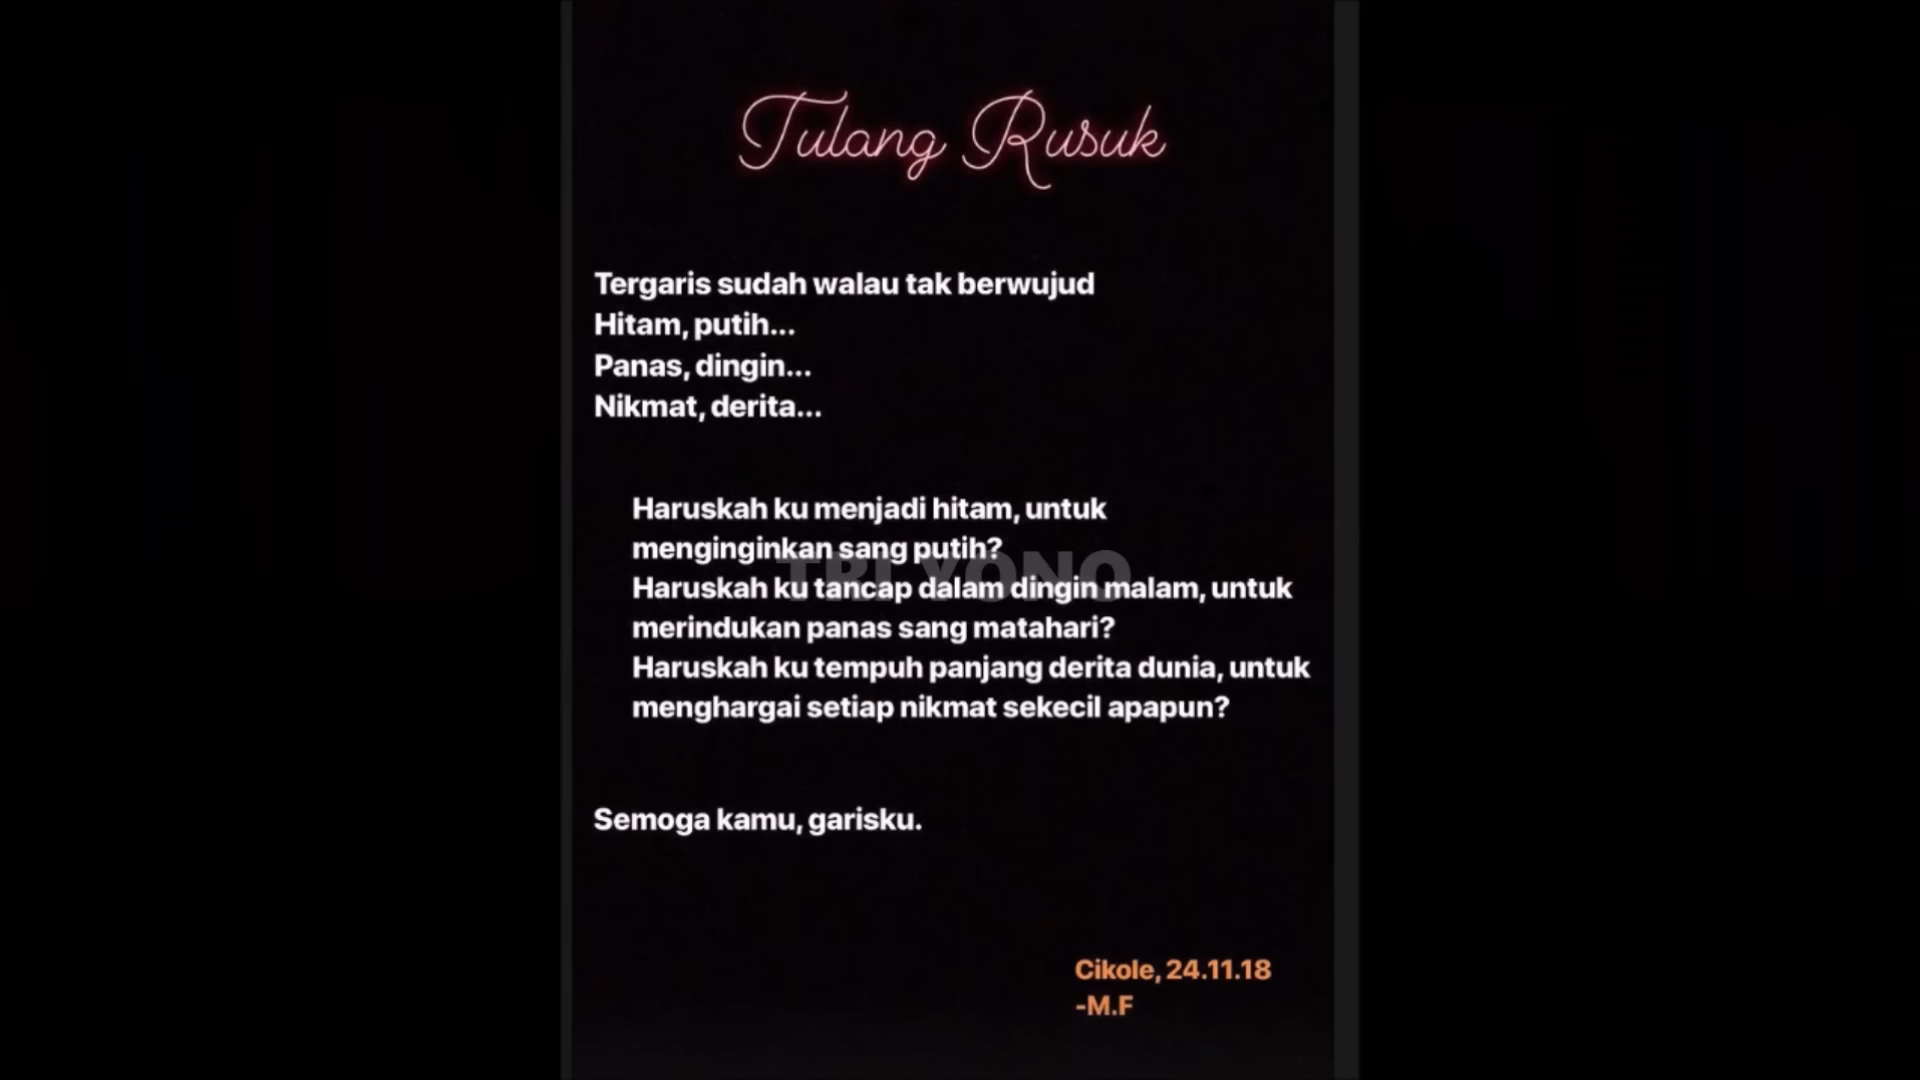 Tulang Rusuk
Tergaris sudah walau tak berwujud
Hitam, putih...
Panas, dingin...
Nikmat, derita...
Haruskah ku menjadi hitam, untuk
menginginkan sang putih?
TRI YONO
Haruskah ku tancap dalam dingin malam, untuk
merindukan panas sang matahari?
Haruskah ku tempuh panjang derita dunia, untuk
menghargai setiap nikmat sekecil apapun?
Semoga kamu, garisku.
Cikole, 24.11.18
-M.F